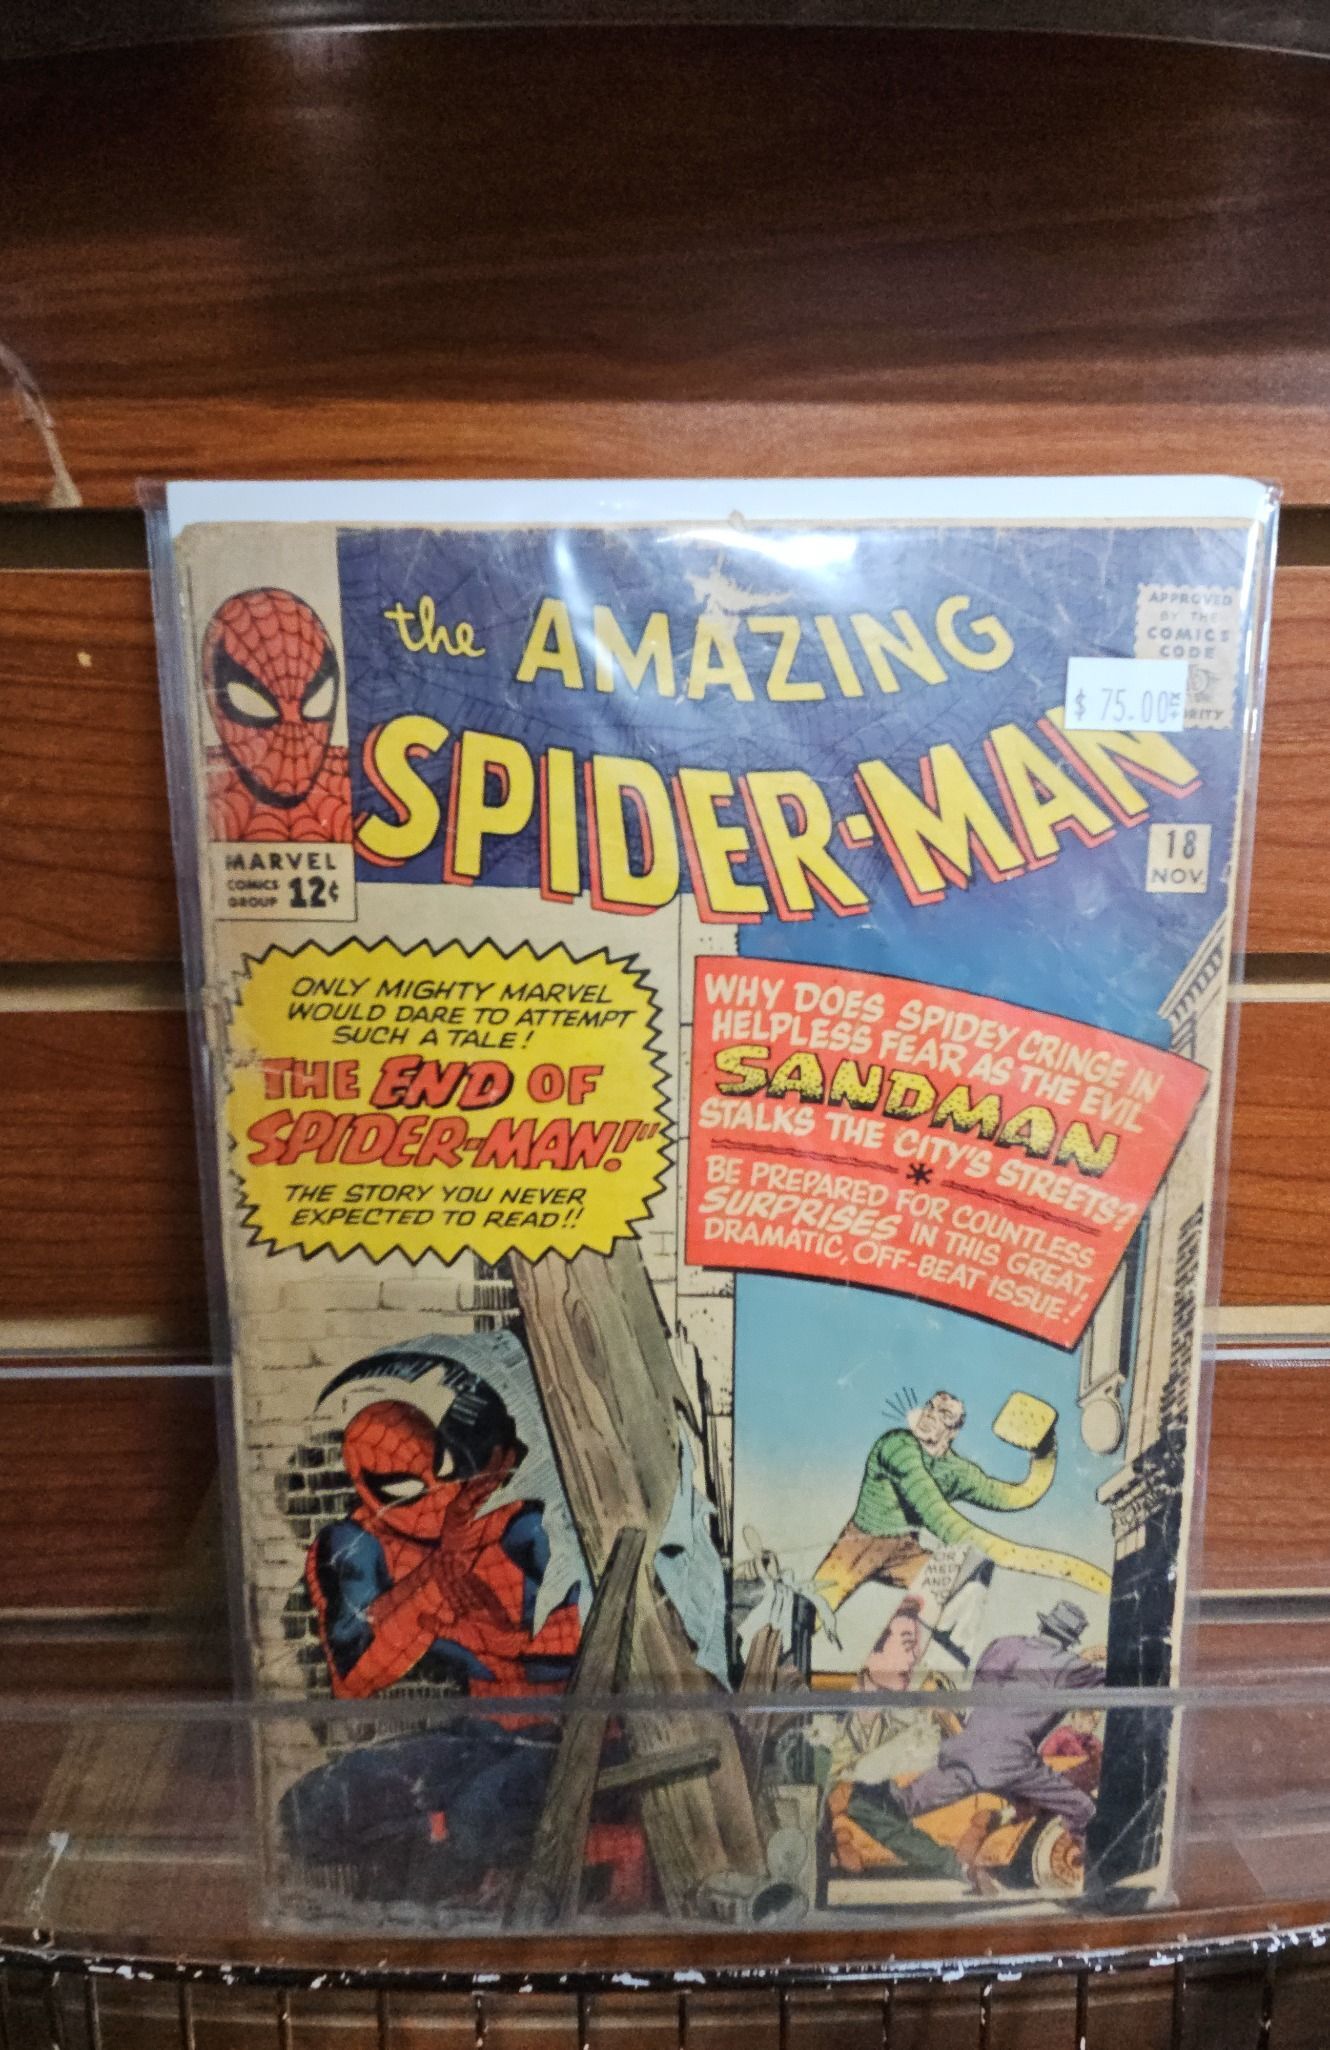 the AMAZING
SPIDER-MAN
APPROVED
BY THE
COMICS
CODE
$ 75.00
MARVEL
COMICS
GROUP 12¢
18
NOV.
ONLY MIGHTY MARVEL
WOULD DARE TO ATTEMPT
SUCH A TALE!
THE END OF
SPIDER-MAN!"
THE STORY YOU NEVER
EXPECTED TO READ!!
WHY DOES SPIDEY CRINGE IN
HELPLESS FEAR AS THE EVIL
SANDMAN
STALKS THE CITY'S STREETS?
*
BE PREPARED FOR COUNTLESS
SURPRISES IN THIS GREAT,
DRAMATIC, OFF-BEAT ISSUE!
AND